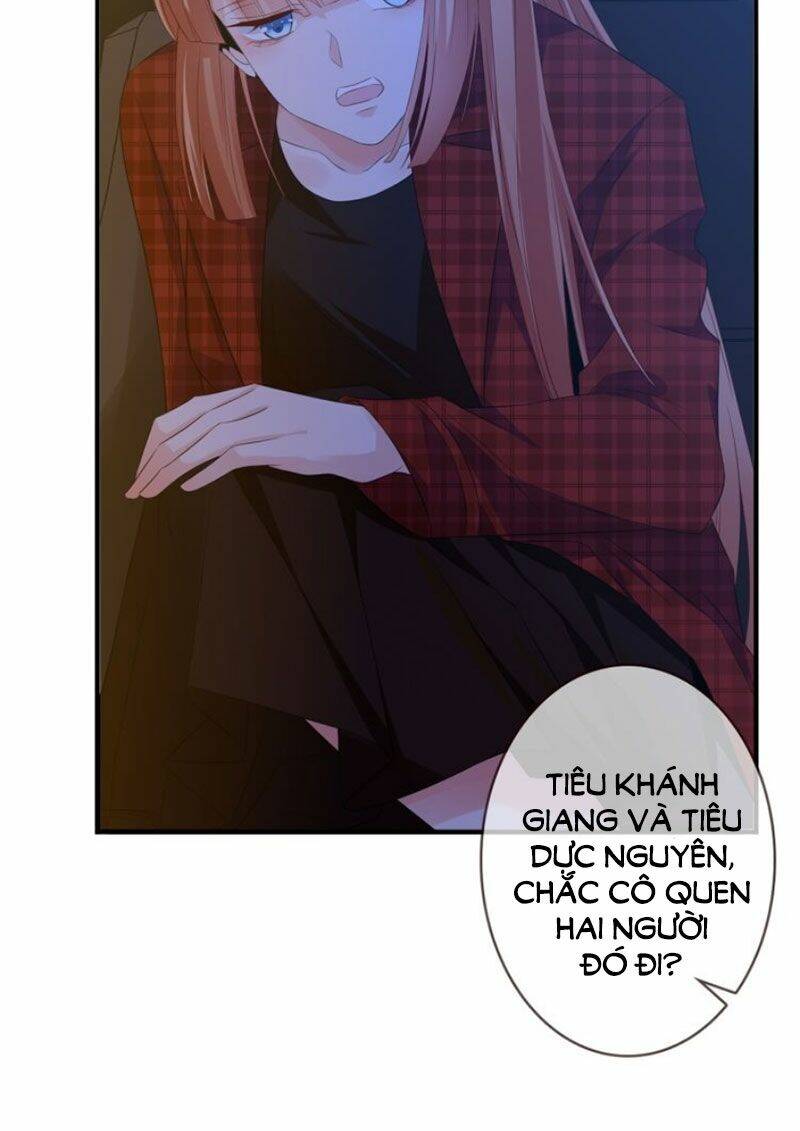 TIÊU KHÁNH
GIANG VÀ TIÊU
DỰC NGUYÊN,
CHẮC CÔ QUEN
HAI NGƯỜI
ĐÓ ĐI?